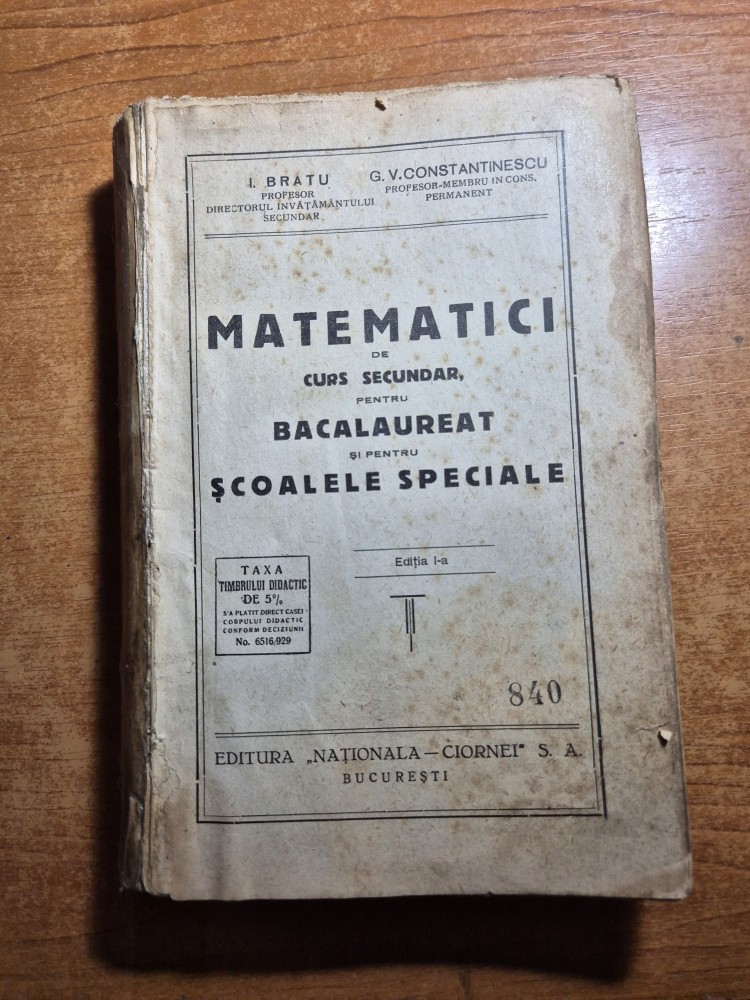 I. BRATU
PROFESOR
DIRECTORUL ÎNVĂȚĂMÂNTULUI
SECUNDAR
G. V. CONSTANTINESCU
PROFESOR-MEMBRU IN CONS.
PERMANENT
MATEMATICI
DE
CURS SECUNDAR,
PENTRU
BACALAUREAT
ȘI PENTRU
ȘCOALELE SPECIALE
Ediția I-a
TAXA
TIMBRULUI DIDACTIC
DE 5%
S'A PLATIT DIRECT CASEI
CORPULUI DIDACTIC
CONFORM DECIZIUNII
No. 6516/929
840
EDITURA „NAȚIONALA—CIORNEI" S. A.
BUCUREȘTI